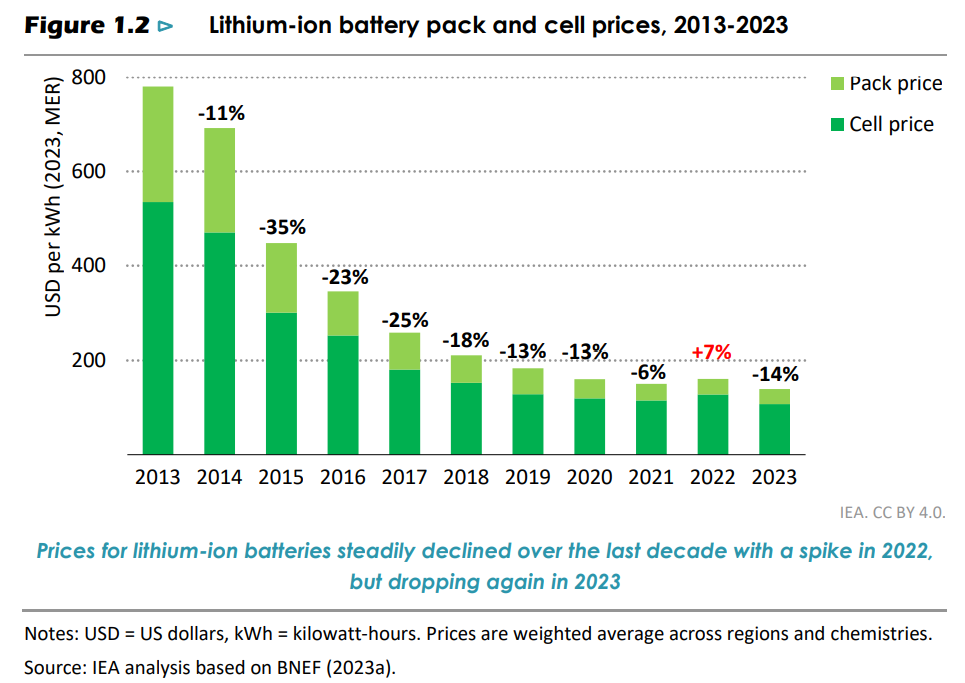 Figure 1.2 ▷ Lithium-ion battery pack and cell prices, 2013-2023
USD per kWh (2023, MER)
800
600
400
200
-11%
-35%
-23%
-25%
-18%
-13%
-13%
-6%
+7%
-14%
2013 2014 2015 2016 2017 2018 2019 2020 2021 2022 2023
Pack price
Cell price
IEA. CC BY 4.0.
Prices for lithium-ion batteries steadily declined over the last decade with a spike in 2022,
but dropping again in 2023
Notes: USD = US dollars, kWh = kilowatt-hours. Prices are weighted average across regions and chemistries.
Source: IEA analysis based on BNEF (2023a).